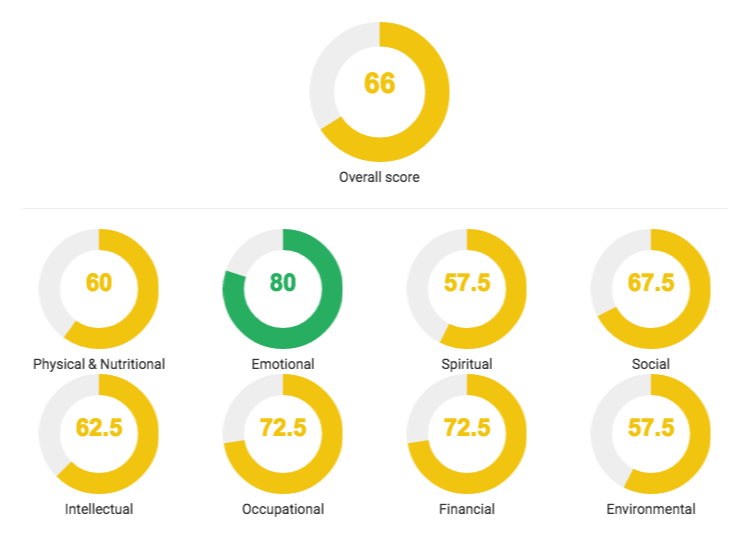 66
Overall score
60 80 57.5 67.5
Physical & Nutritional Emotional Spiritual Social
62.5 72.5 72.5 57.5
Intellectual Occupational Financial Environmental